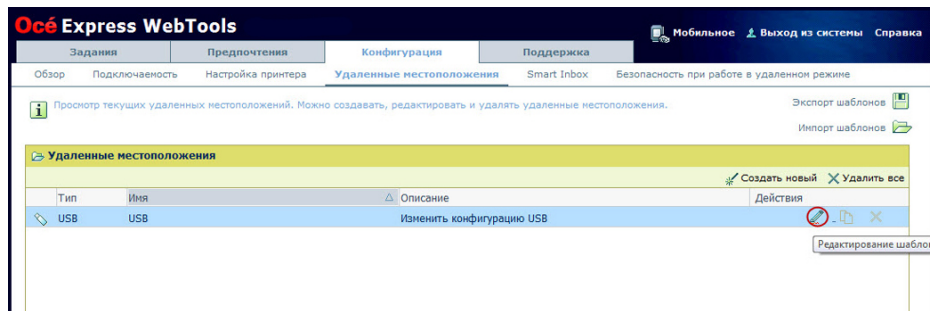 Océ Express WebTools
Мобильное Выход из системы Справка
Задания Предпочтения Конфигурация Поддержка
Обзор Подключаемость Настройка принтера Удаленные местоположения Smart Inbox Безопасность при работе в удаленном режиме
Просмотр текущих удаленных местоположений. Можно создавать, редактировать и удалять удаленные местоположения.
Экспорт шаблонов
Импорт шаблонов
Удаленные местоположения
Создать новый Удалить все
Тип Имя Описание Действия
USB USB Изменить конфигурацию USB
Редактирование шабло